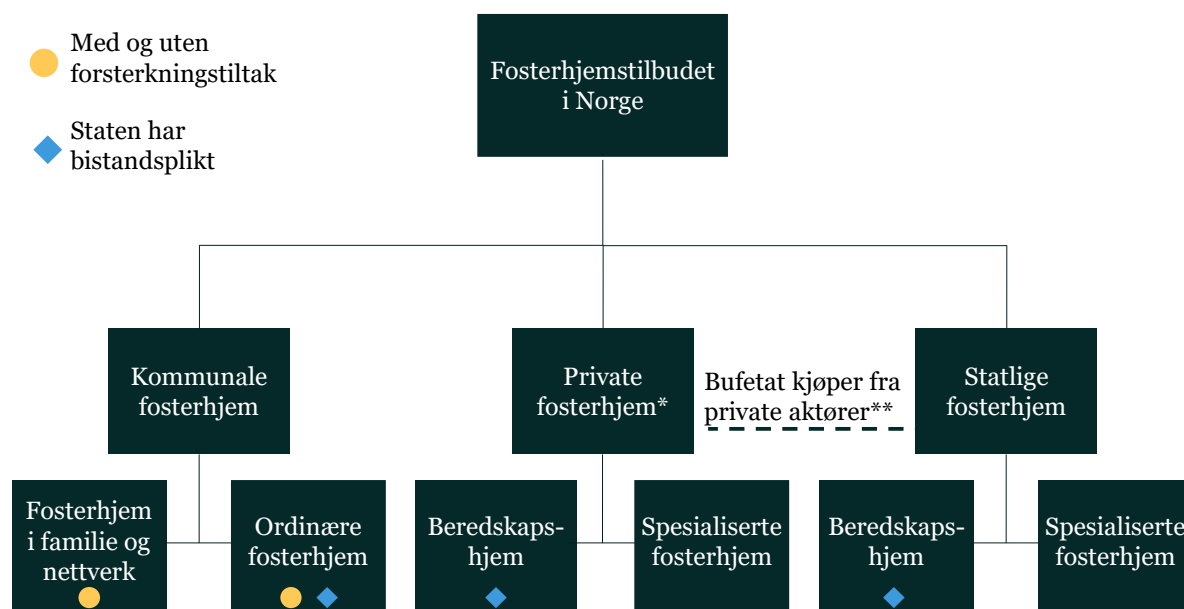 Med og uten
forsterkningstiltak
Staten har
bistandsplikt
Fosterhjemstilbudet
i Norge
Kommunale
fosterhjem
Private
fosterhjem*
Bufetat kjøper fra
private aktører**
Statlige
fosterhjem
Fosterhjem
i familie og
nettverk
Ordinære
fosterhjem
Beredskaps-
hjem
Spesialiserte
fosterhjem
Beredskaps-
hjem
Spesialiserte
fosterhjem